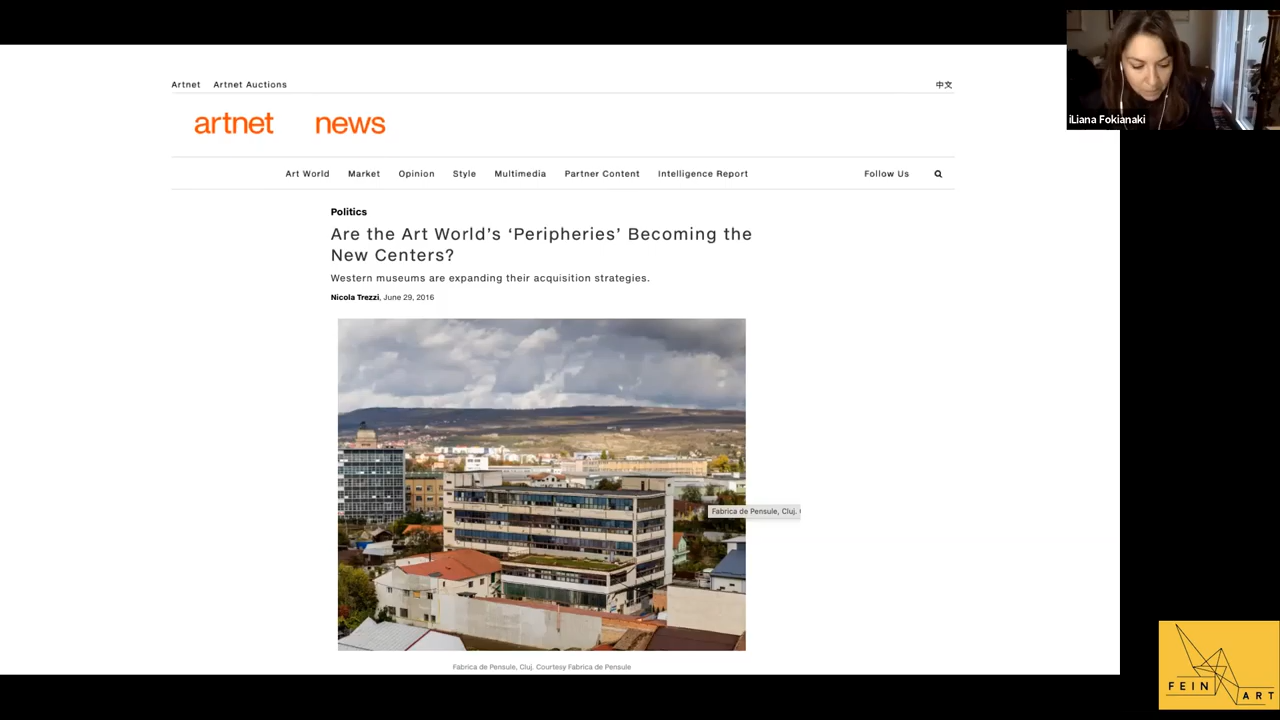 Artnet Artnet Auctions 中文
artnet news
Art World Market Opinion Style Multimedia Partner Content Intelligence Report Follow Us
Politics
Are the Art World's ‘Peripheries’ Becoming the
New Centers?
Western museums are expanding their acquisition strategies.
Nicola Trezzi, June 29, 2016
Fabrica de Pensule, Cluj.
Fabrica de Pensule, Cluj. Courtesy Fabrica de Pensule
iLiana Fokianaki
FEIN
ART